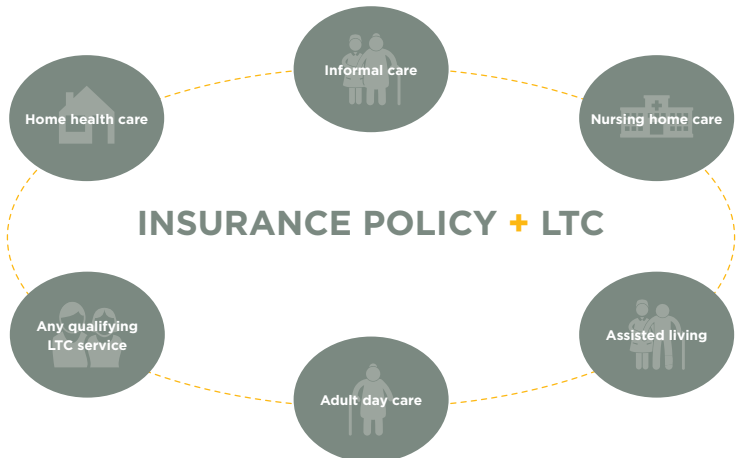 Informal care
Home health care
Nursing home care
INSURANCE POLICY + LTC
Any qualifying
LTC service
Assisted living
Adult day care